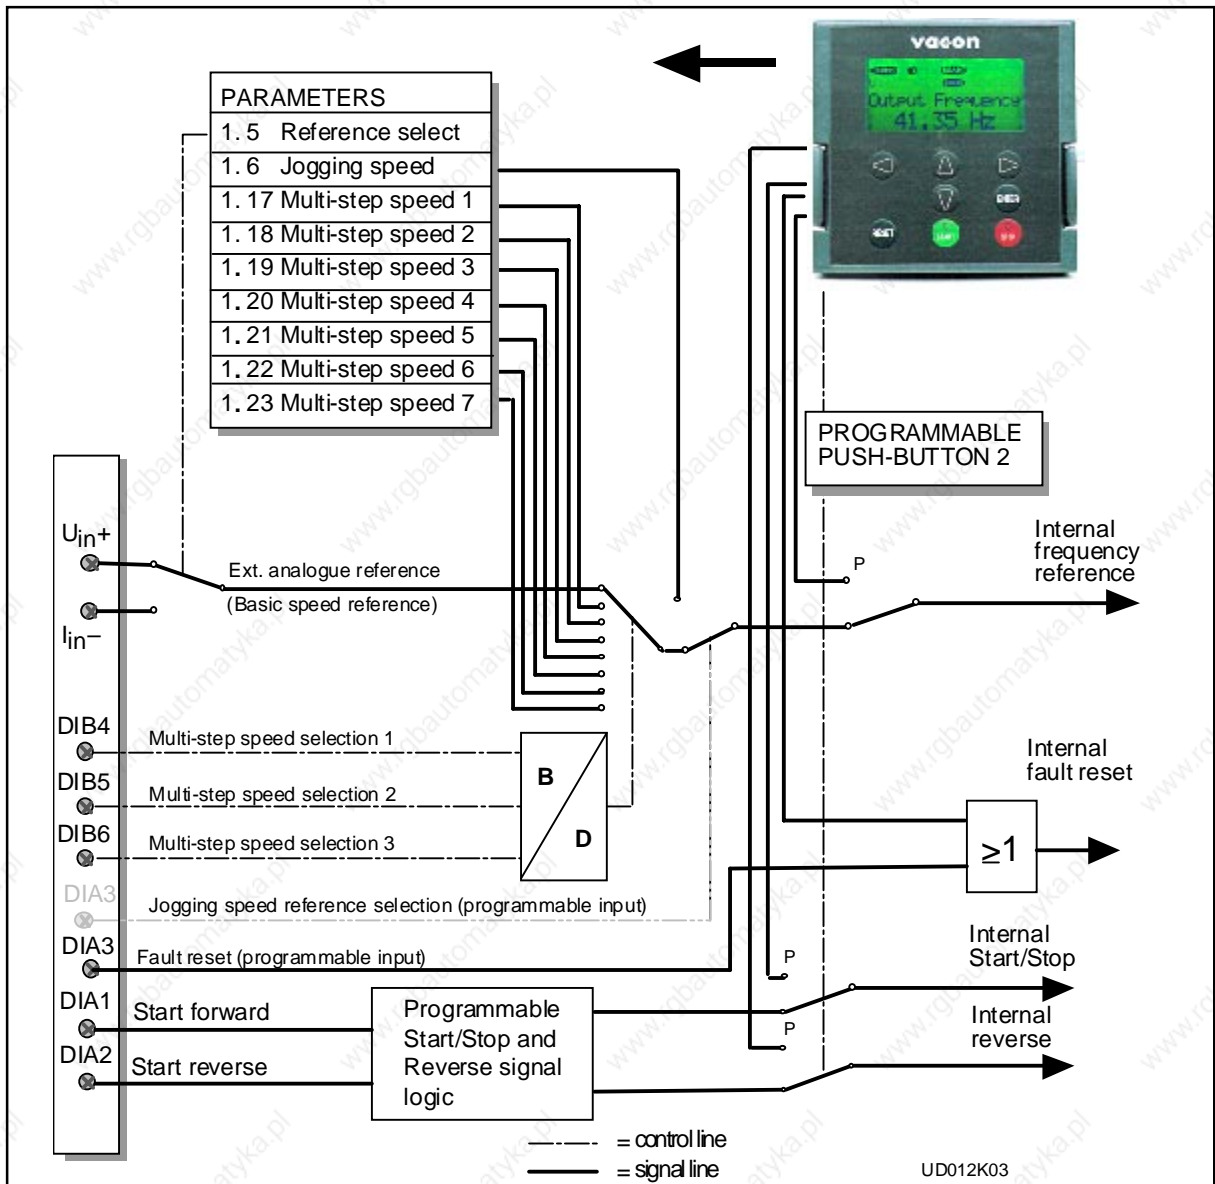 vacon
Output Frequency
41.35 Hz
RESET
ENTER
PARAMETERS
1. 5 Reference select
1. 6 Jogging speed
1. 17 Multi-step speed 1
1. 18 Multi-step speed 2
1. 19 Multi-step speed 3
1. 20 Multi-step speed 4
1. 21 Multi-step speed 5
1. 22 Multi-step speed 6
1. 23 Multi-step speed 7
PROGRAMMABLE
PUSH-BUTTON 2
Uin+
Iin–
Ext. analogue reference
(Basic speed reference)
P
Internal
frequency
reference
DIB4
Multi-step speed selection 1
DIB5
Multi-step speed selection 2
DIB6
Multi-step speed selection 3
B
D
Internal
fault reset
≥1
DIA3
Jogging speed reference selection (programmable input)
DIA3
Fault reset (programmable input)
P
Internal
Start/Stop
DIA1
Start forward
DIA2
Start reverse
Programmable
Start/Stop and
Reverse signal
logic
P
Internal
reverse
= control line
= signal line
UD012K03
www.rgbautomatyka.pl